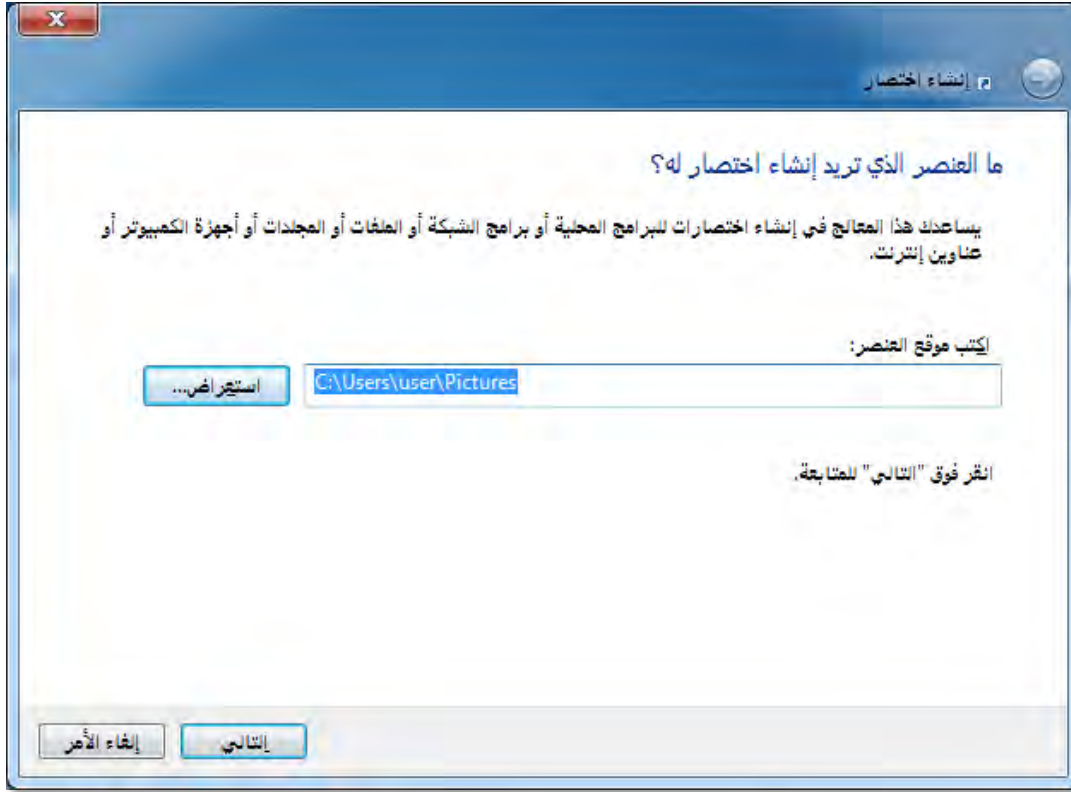 إنشاء اختصار
ما العنصر الذي تريد إنشاء اختصار له؟
يساعدك هذا المعالج في إنشاء اختصارات للبرامج المحلية أو برامج الشبكة أو الملفات أو المجلدات أو أجهزة الكمبيوتر أو
عناوين إنترنت.
اكتب موقع العنصر:
C:\Users\user\Pictures
استعراض...
انقر فوق "التالي" للمتابعة.
التالي
إلغاء الأمر